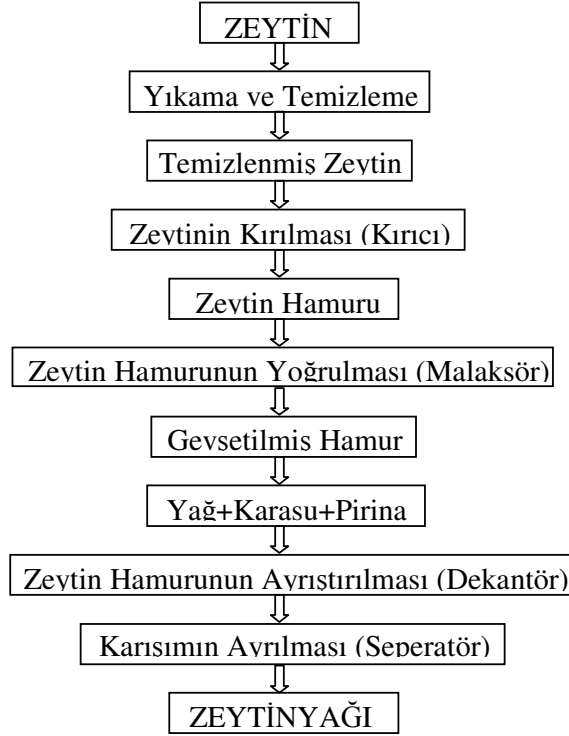 ZEYTİN
Yıkama ve Temizleme
Temizlenmiş Zeytin
Zeytinin Kırılması (Kırıcı)
Zeytin Hamuru
Zeytin Hamurunun Yoğrulması (Malaksör)
Gevşetilmiş Hamur
Yağ+Karasu+Pirina
Zeytin Hamurunun Ayrıştırılması (Dekantör)
Karışımın Ayrılması (Seperatör)
ZEYTİNYAĞI